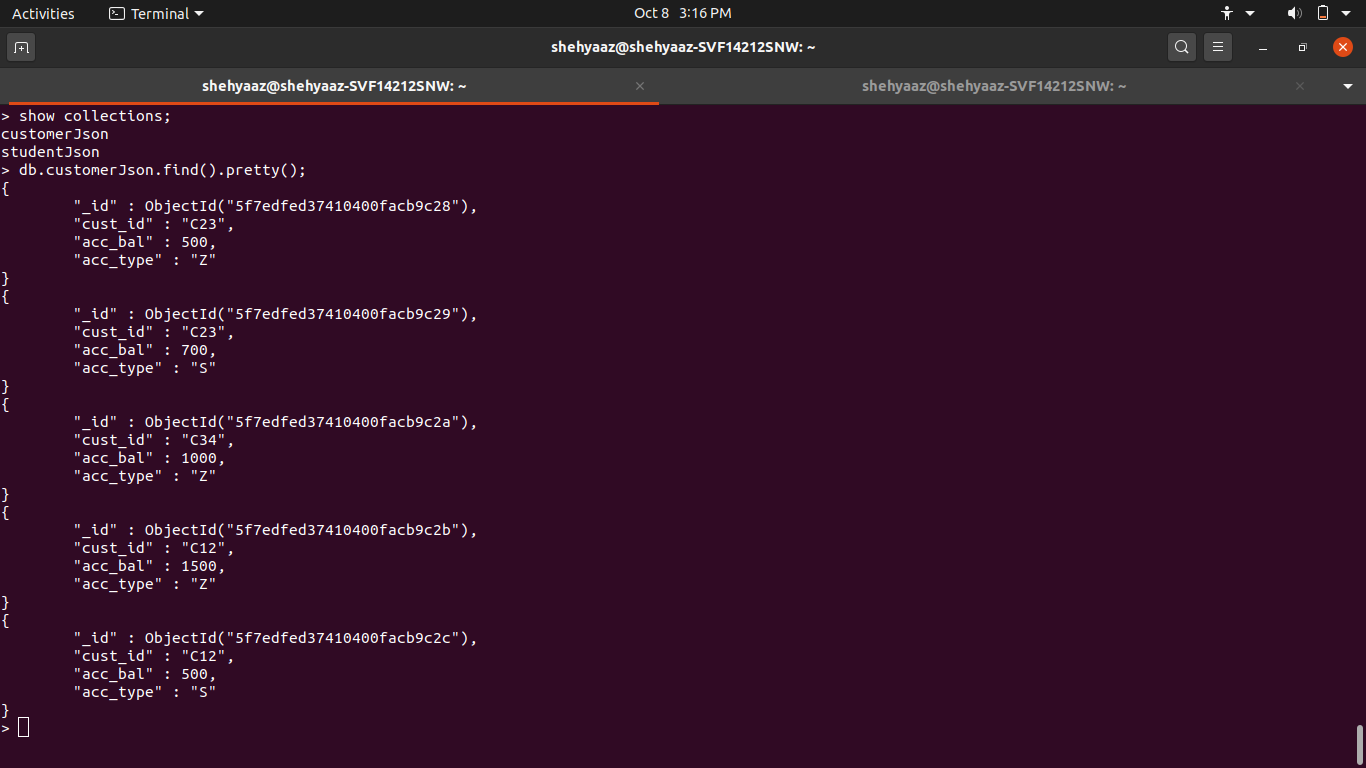 Activities Terminal Oct 8 3:16 PM
shehyaaz@shehyaaz-SVF14212SNW: ~
shehyaaz@shehyaaz-SVF14212SNW: ~ shehyaaz@shehyaaz-SVF14212SNW: ~
> show collections;
customerJson
studentJson
> db.customerJson.find().pretty();
{
        "_id" : ObjectId("5f7edfed37410400facb9c28"),
        "cust_id" : "C23",
        "acc_bal" : 500,
        "acc_type" : "Z"
}
{
        "_id" : ObjectId("5f7edfed37410400facb9c29"),
        "cust_id" : "C23",
        "acc_bal" : 700,
        "acc_type" : "S"
}
{
        "_id" : ObjectId("5f7edfed37410400facb9c2a"),
        "cust_id" : "C34",
        "acc_bal" : 1000,
        "acc_type" : "Z"
}
{
        "_id" : ObjectId("5f7edfed37410400facb9c2b"),
        "cust_id" : "C12",
        "acc_bal" : 1500,
        "acc_type" : "Z"
}
{
        "_id" : ObjectId("5f7edfed37410400facb9c2c"),
        "cust_id" : "C12",
        "acc_bal" : 500,
        "acc_type" : "S"
}
>